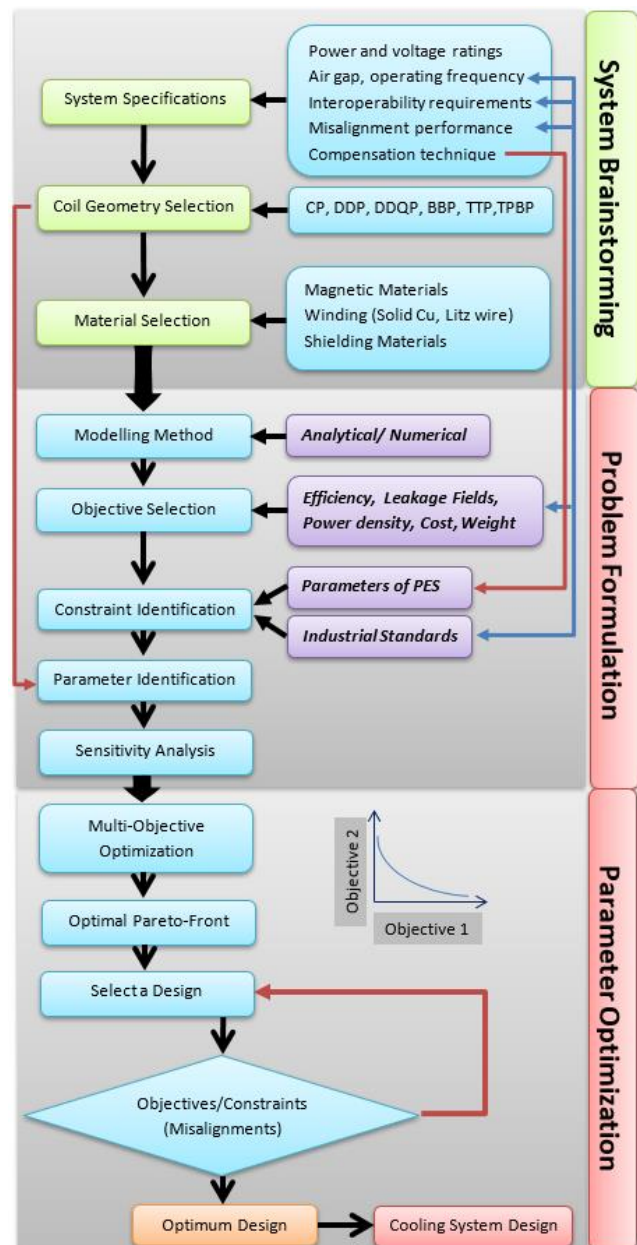 System Brainstorming
Power and voltage ratings
Air gap, operating frequency
Interoperability requirements
Misalignment performance
Compensation technique
System Specifications
Coil Geometry Selection
CP, DDP, DDQP, BBP, TTP,TPBP
Material Selection
Magnetic Materials
Winding (Solid Cu, Litz wire)
Shielding Materials
Problem Formulation
Modelling Method
Analytical/ Numerical
Objective Selection
Efficiency, Leakage Fields,
Power density, Cost, Weight
Constraint Identification
Parameters of PES
Industrial Standards
Parameter Identification
Sensitivity Analysis
Parameter Optimization
Multi-Objective
Optimization
Objective 2
Objective 1
Optimal Pareto-Front
Select a Design
Objectives/Constraints
(Misalignments)
Optimum Design
Cooling System Design